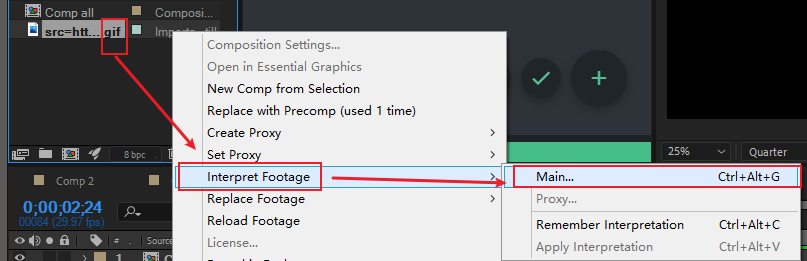 Comp all
Composi...
src=htt... .gif
Imports...till
Composition Settings...
Open in Essential Graphics
New Comp from Selection
Replace with Precomp (used 1 time)
Create Proxy
Set Proxy
Interpret Footage
Replace Footage
Reload Footage
License...
8 bpc
25%
Quarter
Main...
Ctrl+Alt+G
Proxy...
Remember Interpretation
Ctrl+Alt+C
Apply Interpretation
Ctrl+Alt+V
Comp 2
0;00;02;24
00084 (29.97 fps)
#
Source
1